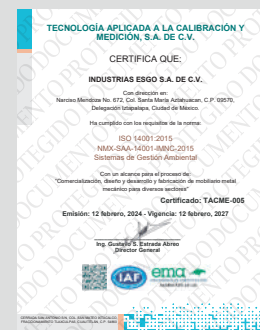 TECNOLOGÍA APLICADA A LA CALIBRACIÓN Y
MEDICIÓN, S.A. DE C.V.
CERTIFICA QUE:
INDUSTRIAS ESGO S.A. DE C.V.
Con dirección en:
Narciso Mendoza No. 672, Col. Santa María Aztahuacan, C.P. 09570,
Delegación Iztapalapa, Ciudad de México.
Ha cumplido con los requisitos de la norma:
ISO 14001:2015
NMX-SAA-14001-IMNC-2015
Sistemas de Gestión Ambiental
Con un alcance para el proceso de:
"Comercialización, diseño y desarrollo y fabricación de mobiliario metal
mecánico para diversos sectores"
Certificado: TACME-005
Emisión: 12 febrero, 2024 - Vigencia: 12 febrero, 2027
Ing. Gustavo S. Estrada Abreo
Director General
IAF
ema